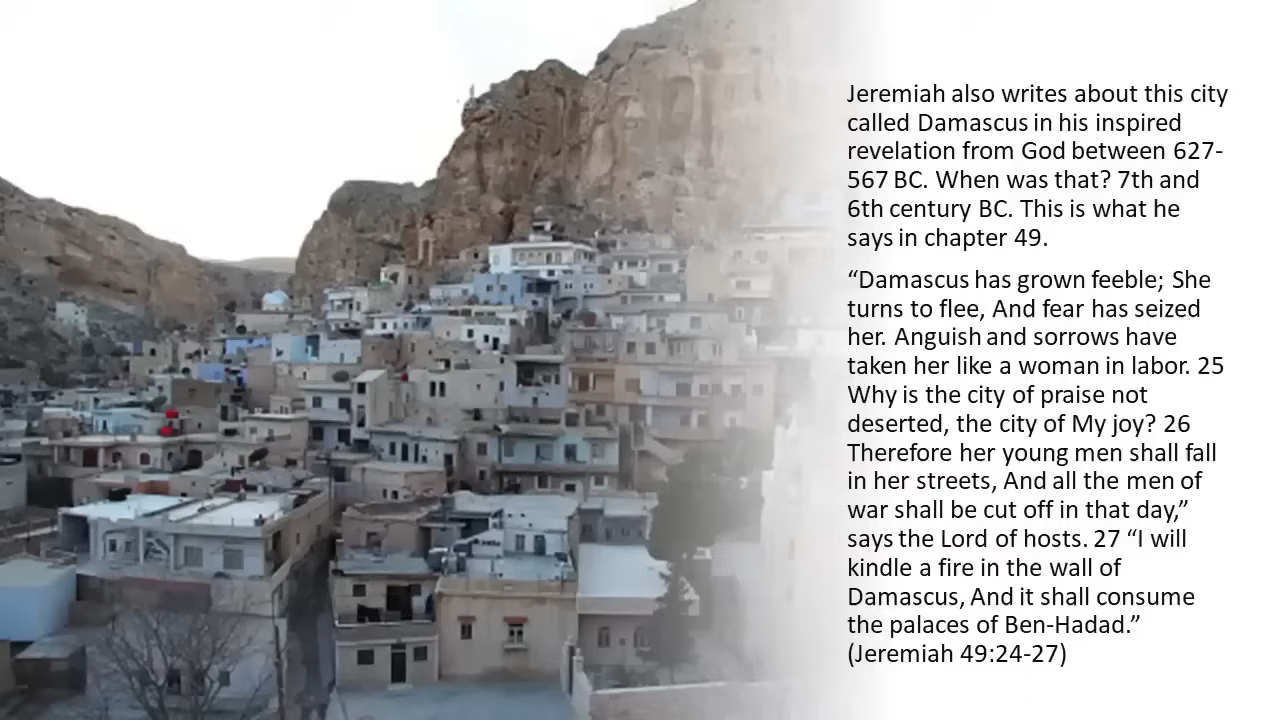 Jeremiah also writes about this city
called Damascus in his inspired
revelation from God between 627-
567 BC. When was that? 7th and
6th century BC. This is what he
says in chapter 49.
“Damascus has grown feeble; She
turns to flee, And fear has seized
her. Anguish and sorrows have
taken her like a woman in labor. 25
Why is the city of praise not
deserted, the city of My joy? 26
Therefore her young men shall fall
in her streets, And all the men of
war shall be cut off in that day,”
says the Lord of hosts. 27 “I will
kindle a fire in the wall of
Damascus, And it shall consume
the palaces of Ben-Hadad.”
(Jeremiah 49:24-27)